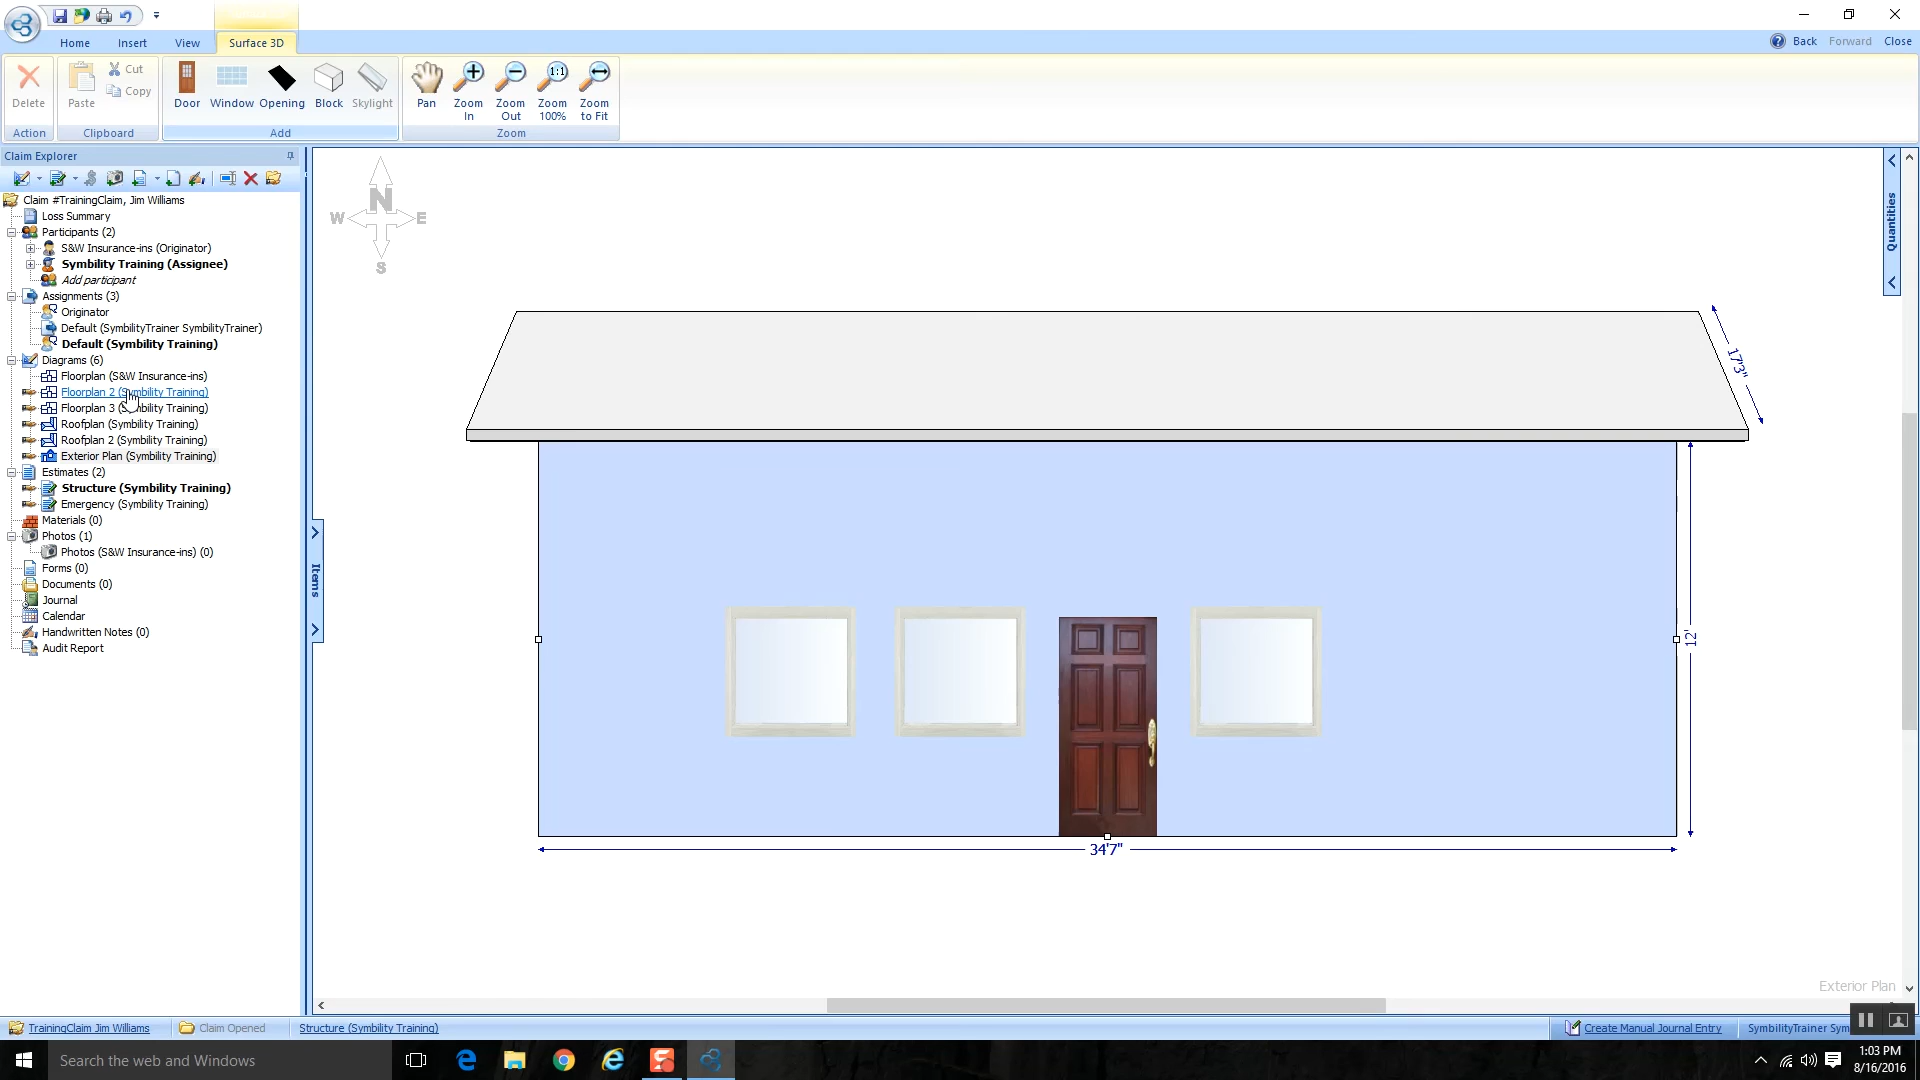 Home
Insert
View
Surface 3D
Back
Forward
Close
Delete
Paste
Cut
Copy
Door
Window
Opening
Block
Skylight
Pan
Zoom In
Zoom Out
1:1
Zoom 100%
Zoom to Fit
Action
Clipboard
Add
Zoom
Claim Explorer
Claim #TrainingClaim, Jim Williams
Loss Summary
Participants (2)
S&W Insurance-ins (Originator)
Symbility Training (Assignee)
Add participant
Assignments (3)
Originator
Default (SymbilityTrainer SymbilityTrainer)
Default (Symbility Training)
Diagrams (6)
Floorplan (S&W Insurance-ins)
Floorplan 2 (Symbility Training)
Floorplan 3 (Symbility Training)
Roofplan (Symbility Training)
Roofplan 2 (Symbility Training)
Exterior Plan (Symbility Training)
Estimates (2)
Structure (Symbility Training)
Emergency (Symbility Training)
Materials (0)
Photos (1)
Photos (S&W Insurance-ins) (0)
Forms (0)
Documents (0)
Journal
Calendar
Handwritten Notes (0)
Audit Report
Items
N
W
E
S
Quantities
17'3"
12'
34'7"
Exterior Plan
TrainingClaim Jim Williams
Claim Opened
Structure (Symbility Training)
Create Manual Journal Entry
SymbilityTrainer Sym
Search the web and Windows
1:03 PM
8/16/2016